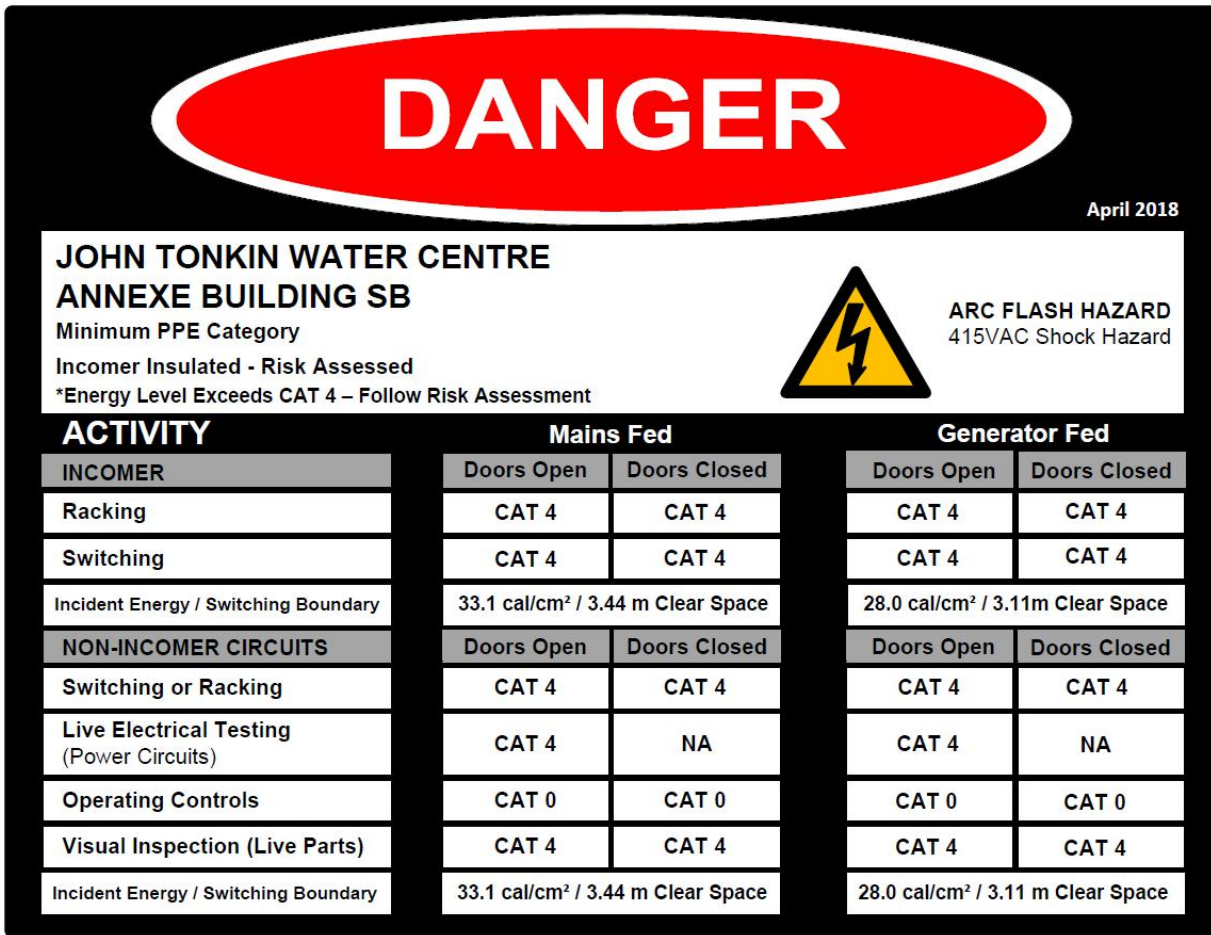 DANGER
April 2018
JOHN TONKIN WATER CENTRE
ANNEXE BUILDING SB
Minimum PPE Category
Incomer Insulated - Risk Assessed
*Energy Level Exceeds CAT 4 – Follow Risk Assessment
ARC FLASH HAZARD
415VAC Shock Hazard
ACTIVITY Mains Fed Generator Fed
INCOMER Doors Open Doors Closed Doors Open Doors Closed
Racking CAT 4 CAT 4 CAT 4 CAT 4
Switching CAT 4 CAT 4 CAT 4 CAT 4
Incident Energy / Switching Boundary 33.1 cal/cm² / 3.44 m Clear Space 28.0 cal/cm² / 3.11m Clear Space
NON-INCOMER CIRCUITS Doors Open Doors Closed Doors Open Doors Closed
Switching or Racking CAT 4 CAT 4 CAT 4 CAT 4
Live Electrical Testing
(Power Circuits) CAT 4 NA CAT 4 NA
Operating Controls CAT 0 CAT 0 CAT 0 CAT 0
Visual Inspection (Live Parts) CAT 4 CAT 4 CAT 4 CAT 4
Incident Energy / Switching Boundary 33.1 cal/cm² / 3.44 m Clear Space 28.0 cal/cm² / 3.11 m Clear Space